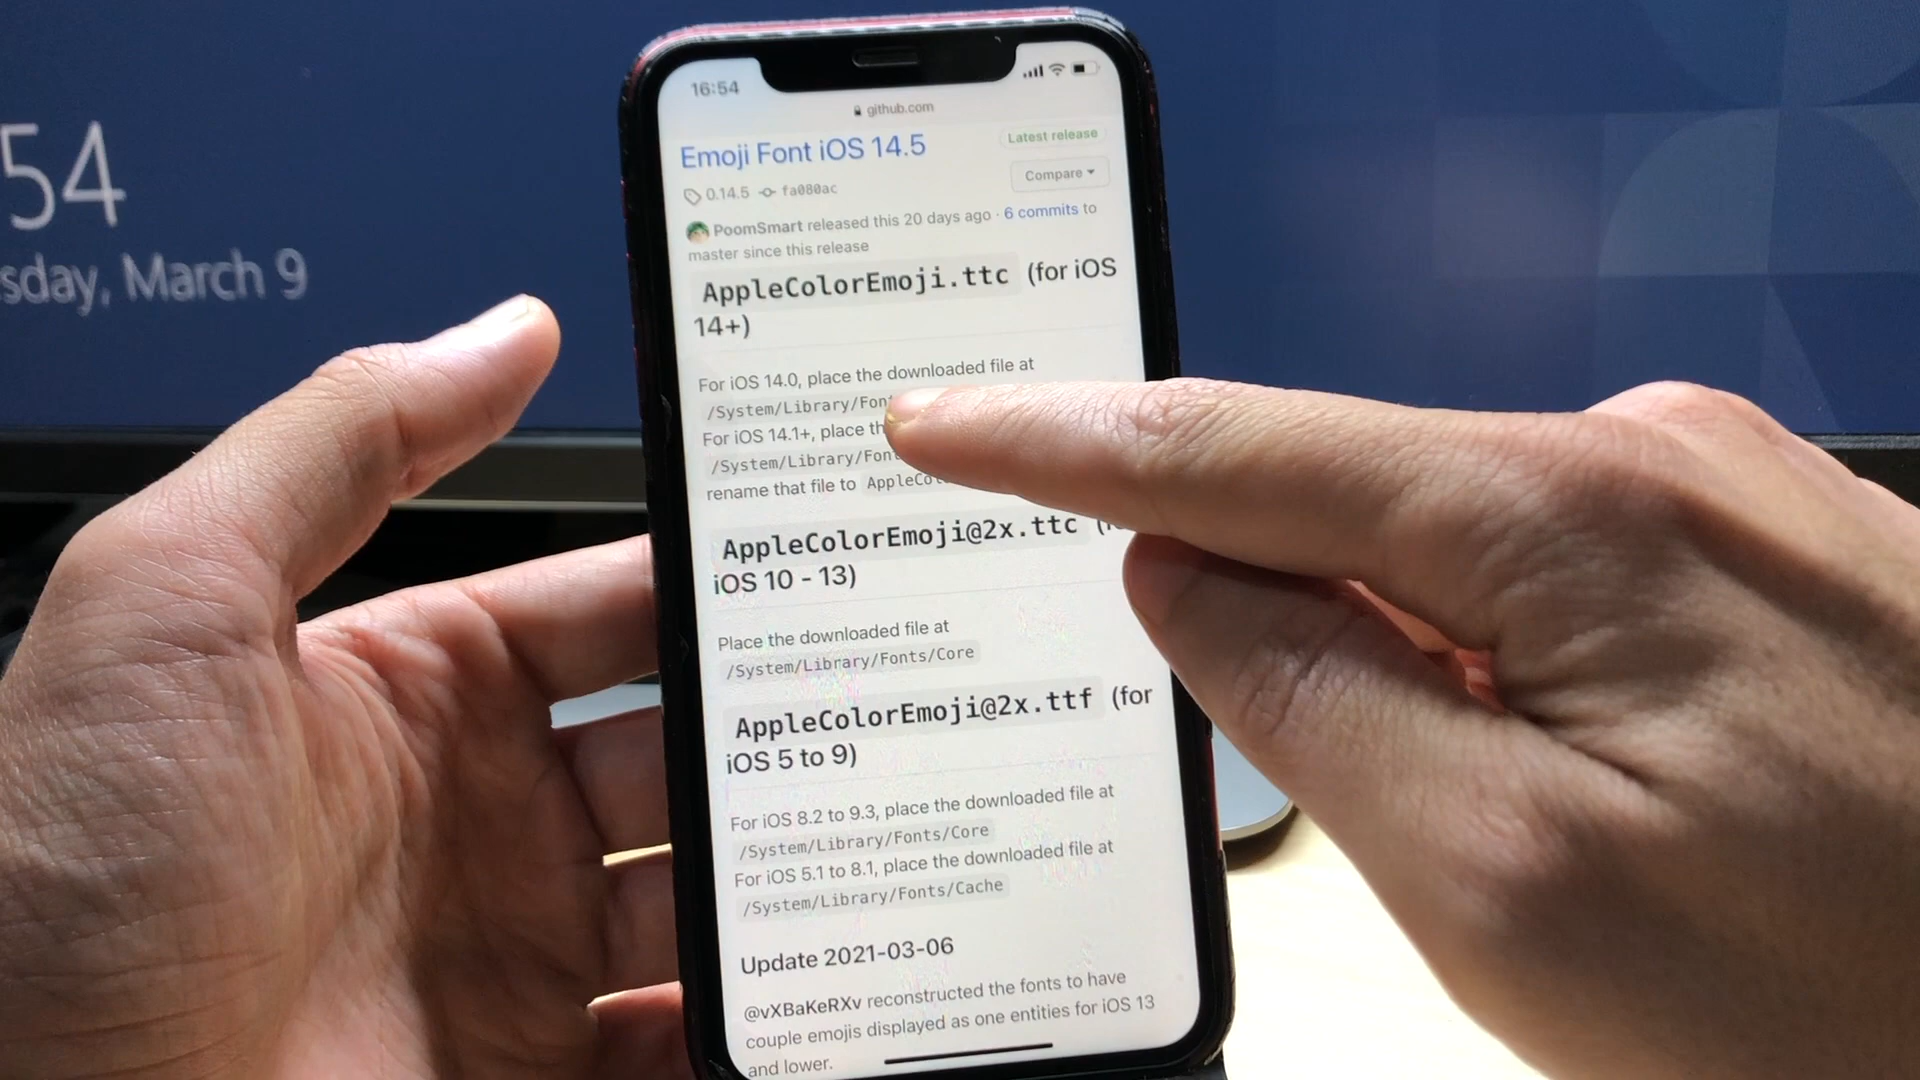 54
sday, March 9
16:54
github.com
Emoji Font iOS 14.5
Latest release
0.14.5 fa080ac
Compare
PoomSmart released this 20 days ago · 6 commits to
master since this release
AppleColorEmoji.ttc (for iOS
14+)
For iOS 14.0, place the downloaded file at
/System/Library/Fon
For iOS 14.1+, place th
/System/Library/Fon
rename that file to AppleCo
AppleColorEmoji@2x.ttc (
iOS 10 - 13)
Place the downloaded file at
/System/Library/Fonts/Core
AppleColorEmoji@2x.ttf (for
iOS 5 to 9)
For iOS 8.2 to 9.3, place the downloaded file at
/System/Library/Fonts/Core
For iOS 5.1 to 8.1, place the downloaded file at
/System/Library/Fonts/Cache
Update 2021-03-06
@vXBaKeRXv reconstructed the fonts to have
couple emojis displayed as one entities for iOS 13
and lower.